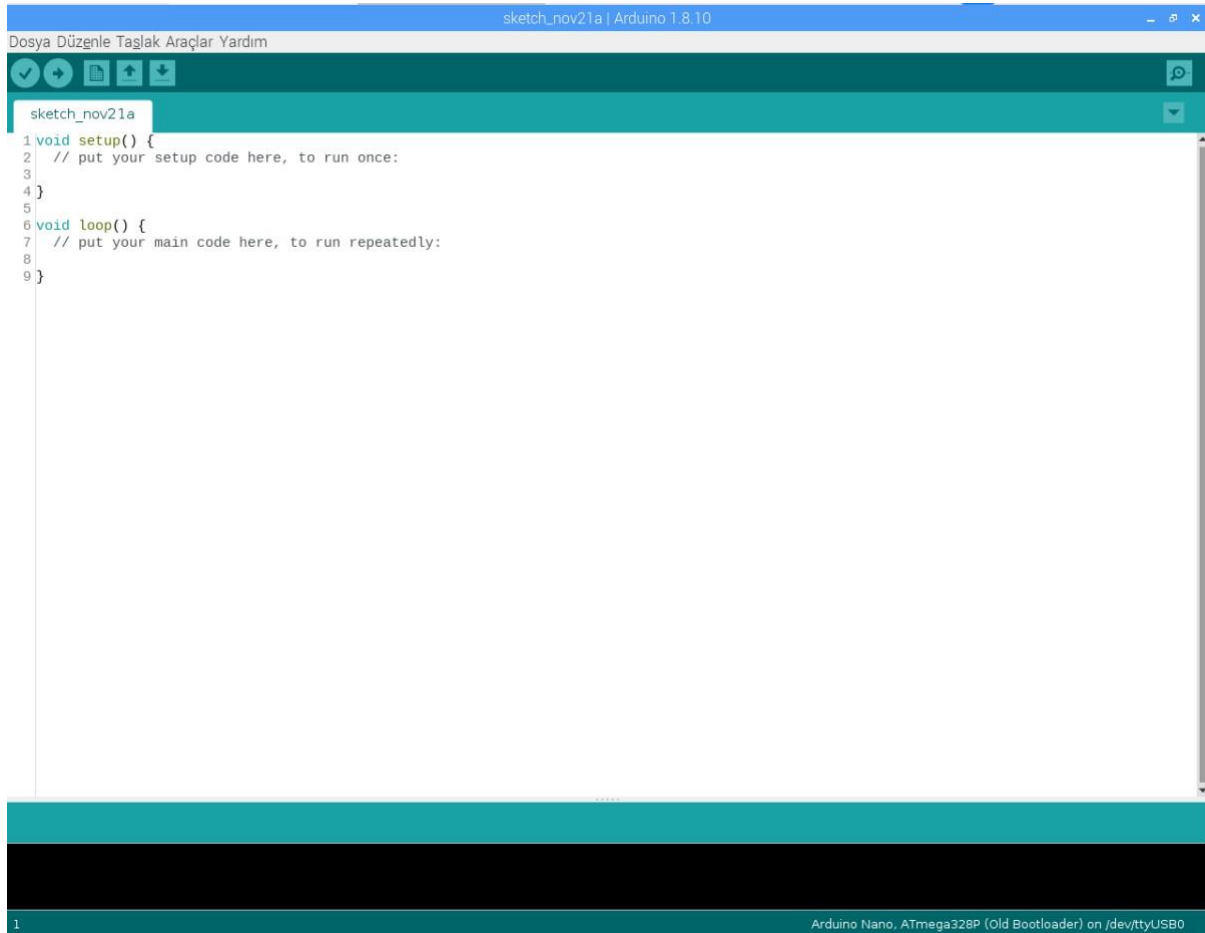 sketch_nov21a | Arduino 1.8.10
Dosya Düzenle Taşlak Araçlar Yardım
sketch_nov21a
1 void setup() {
2   // put your setup code here, to run once:
3
4 }
5
6 void loop() {
7   // put your main code here, to run repeatedly:
8
9 }
1
Arduino Nano, ATmega328P (Old Bootloader) on /dev/ttyUSB0